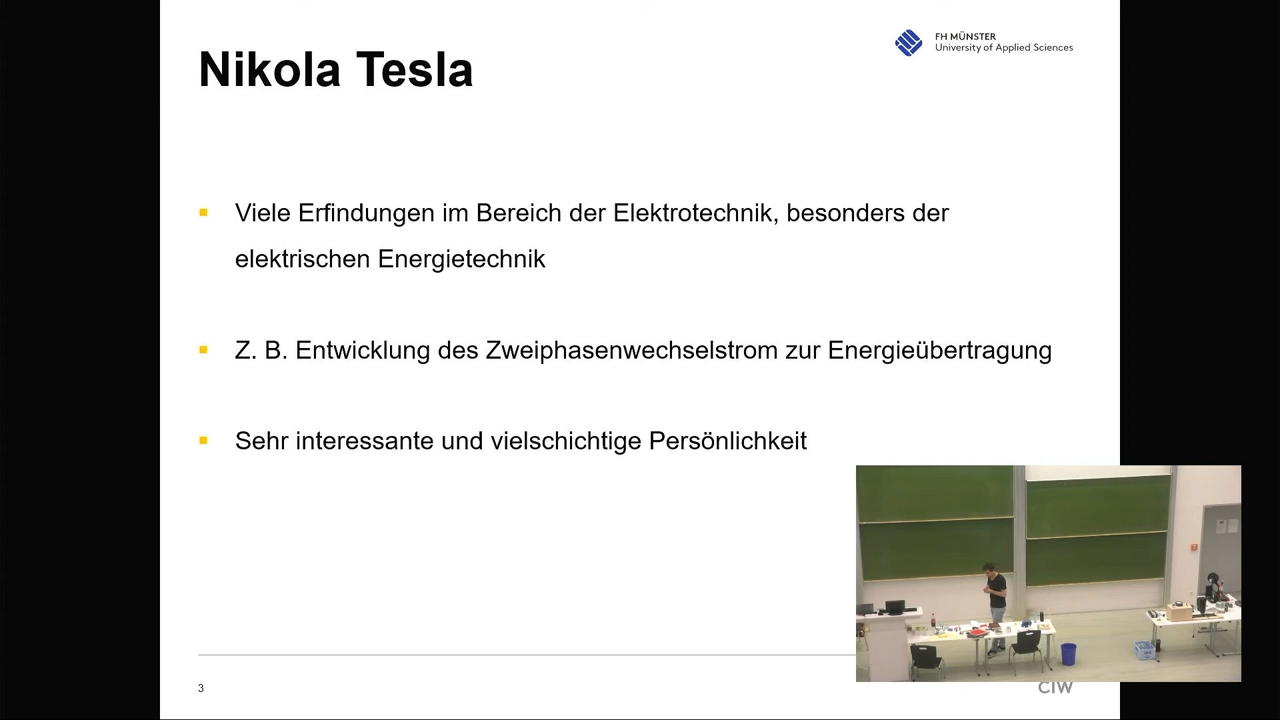 FH MÜNSTER
University of Applied Sciences
Nikola Tesla
Viele Erfindungen im Bereich der Elektrotechnik, besonders der
elektrischen Energietechnik
Z. B. Entwicklung des Zweiphasenwechselstrom zur Energieübertragung
Sehr interessante und vielschichtige Persönlichkeit
3
CIW